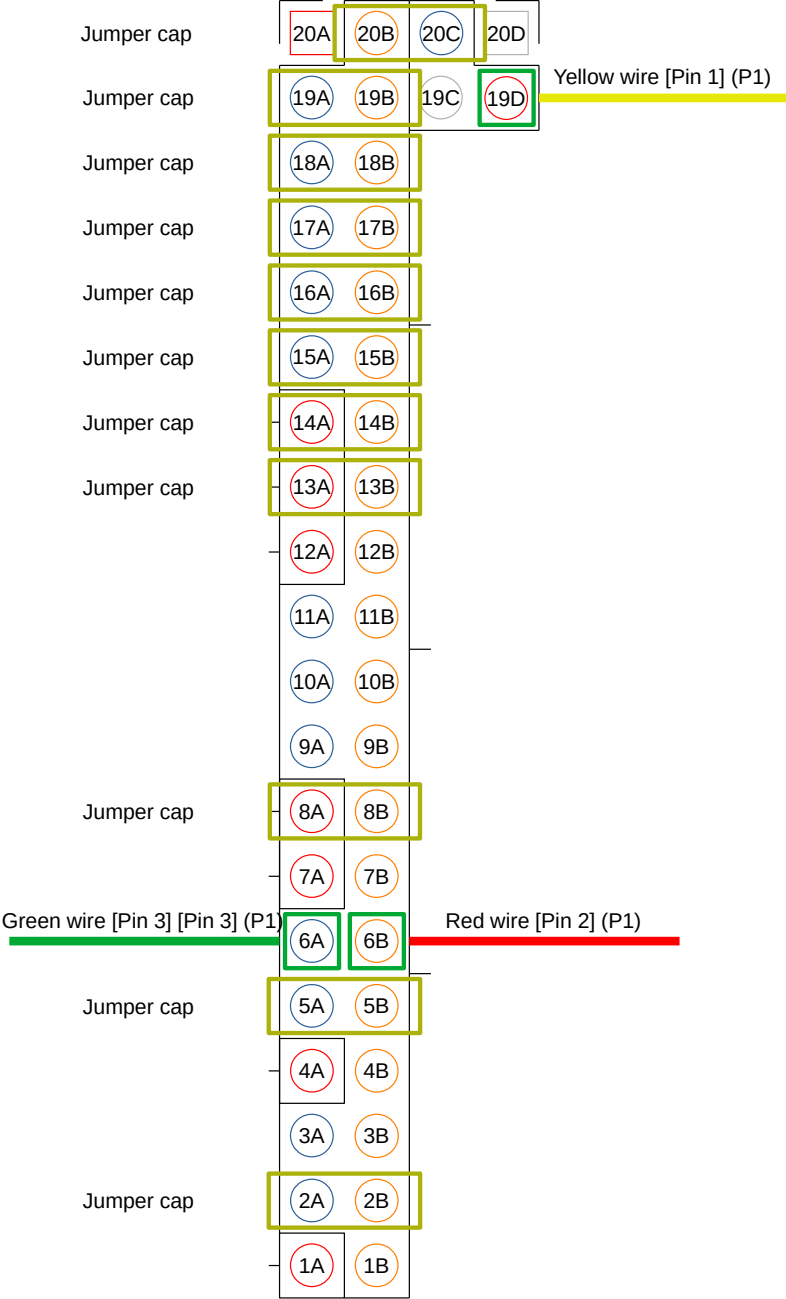 Jumper cap 20A 20B 20C 20D
Jumper cap 19A 19B 19C 19D Yellow wire [Pin 1] (P1)
Jumper cap 18A 18B
Jumper cap 17A 17B
Jumper cap 16A 16B
Jumper cap 15A 15B
Jumper cap 14A 14B
Jumper cap 13A 13B
12A 12B
11A 11B
10A 10B
9A 9B
Jumper cap 8A 8B
7A 7B
Green wire [Pin 3] [Pin 3] (P1) 6A 6B Red wire [Pin 2] (P1)
Jumper cap 5A 5B
4A 4B
3A 3B
Jumper cap 2A 2B
1A 1B